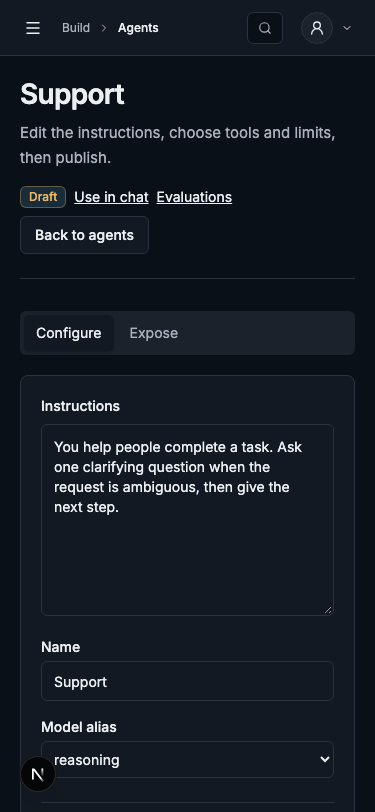 Build > Agents
Support
Edit the instructions, choose tools and limits,
then publish.
Draft Use in chat Evaluations
Back to agents
Configure Expose
Instructions
You help people complete a task. Ask
one clarifying question when the
request is ambiguous, then give the
next step.
Name
Support
Model alias
reasoning
N